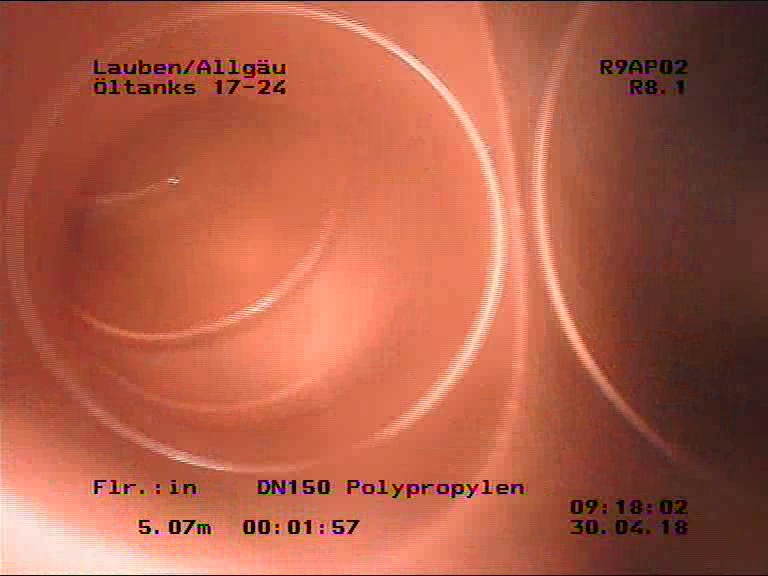 Lauben/Allgäu
Öltanks 17-24
R9AP02
R8.1
Flr.:in DN150 Polypropylen
5.07m 00:01:57
09:18:02
30.04.18